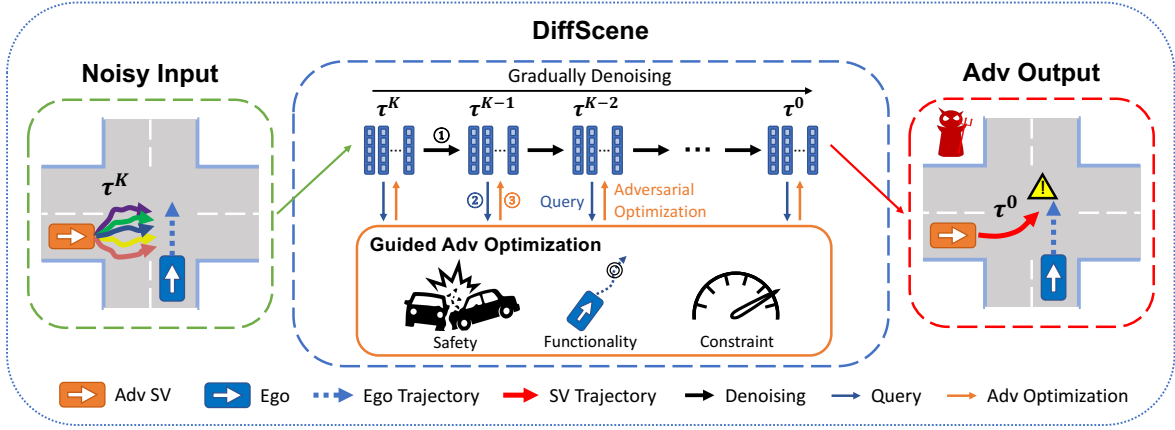 DiffScene
Noisy Input
Gradually Denoising
Adv Output
τ^K
τ^{K-1}
τ^{K-2}
τ^0
①
...
τ^K
②
③
Query
Adversarial
Optimization
τ^0
Guided Adv Optimization
Safety
Functionality
Constraint
Adv SV
Ego
Ego Trajectory
SV Trajectory
Denoising
Query
Adv Optimization